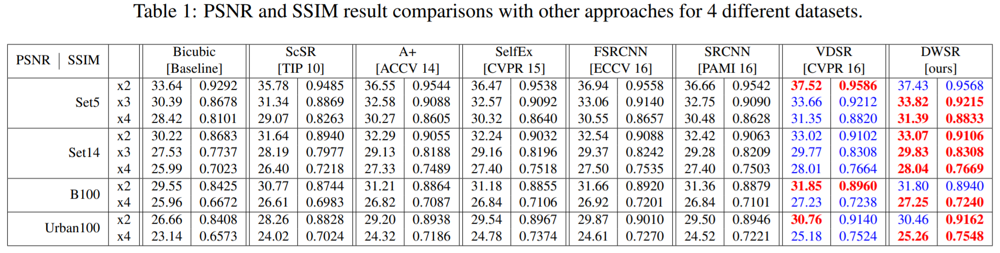 Table 1: PSNR and SSIM result comparisons with other approaches for 4 different datasets.
PSNR | SSIM Bicubic ScSR A+ SelfEx FSRCNN SRCNN VDSR DWSR
[Baseline] [TIP 10] [ACCV 14] [CVPR 15] [ECCV 16] [PAMI 16] [CVPR 16] [ours]
Set5 x2 33.64 0.9292 35.78 0.9485 36.55 0.9544 36.47 0.9538 36.94 0.9558 36.66 0.9542 37.52 0.9586 37.43 0.9568
x3 30.39 0.8678 31.34 0.8869 32.58 0.9088 32.57 0.9092 33.06 0.9140 32.75 0.9090 33.66 0.9212 33.82 0.9215
x4 28.42 0.8101 29.07 0.8263 30.27 0.8605 30.32 0.8640 30.55 0.8657 30.48 0.8628 31.35 0.8820 31.39 0.8833
Set14 x2 30.22 0.8683 31.64 0.8940 32.29 0.9055 32.24 0.9032 32.54 0.9088 32.42 0.9063 33.02 0.9102 33.07 0.9106
x3 27.53 0.7737 28.19 0.7977 29.13 0.8188 29.16 0.8196 29.37 0.8242 29.28 0.8209 29.77 0.8308 29.83 0.8308
x4 25.99 0.7023 26.40 0.7218 27.33 0.7489 27.40 0.7518 27.50 0.7535 27.40 0.7503 28.01 0.7664 28.04 0.7669
B100 x2 29.55 0.8425 30.77 0.8744 31.21 0.8864 31.18 0.8855 31.66 0.8920 31.36 0.8879 31.85 0.8960 31.80 0.8940
x4 25.96 0.6672 26.61 0.6983 26.82 0.7087 26.84 0.7106 26.92 0.7201 26.84 0.7101 27.23 0.7238 27.25 0.7240
Urban100 x2 26.66 0.8408 28.26 0.8828 29.20 0.8938 29.54 0.8967 29.87 0.9010 29.50 0.8946 30.76 0.9140 30.46 0.9162
x4 23.14 0.6573 24.02 0.7024 24.32 0.7186 24.78 0.7374 24.61 0.7270 24.52 0.7221 25.18 0.7524 25.26 0.7548